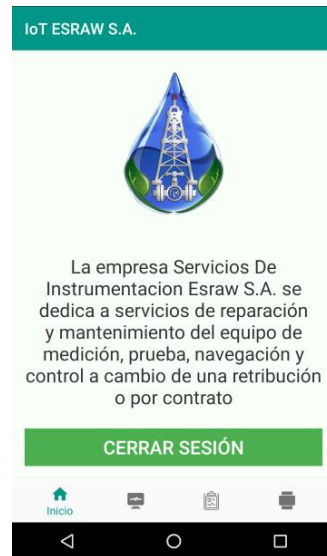 IoT ESRAW S.A.
La empresa Servicios De
Instrumentacion Esraw S.A. se
dedica a servicios de reparación
y mantenimiento del equipo de
medición, prueba, navegación y
control a cambio de una retribución
o por contrato
CERRAR SESIÓN
Inicio